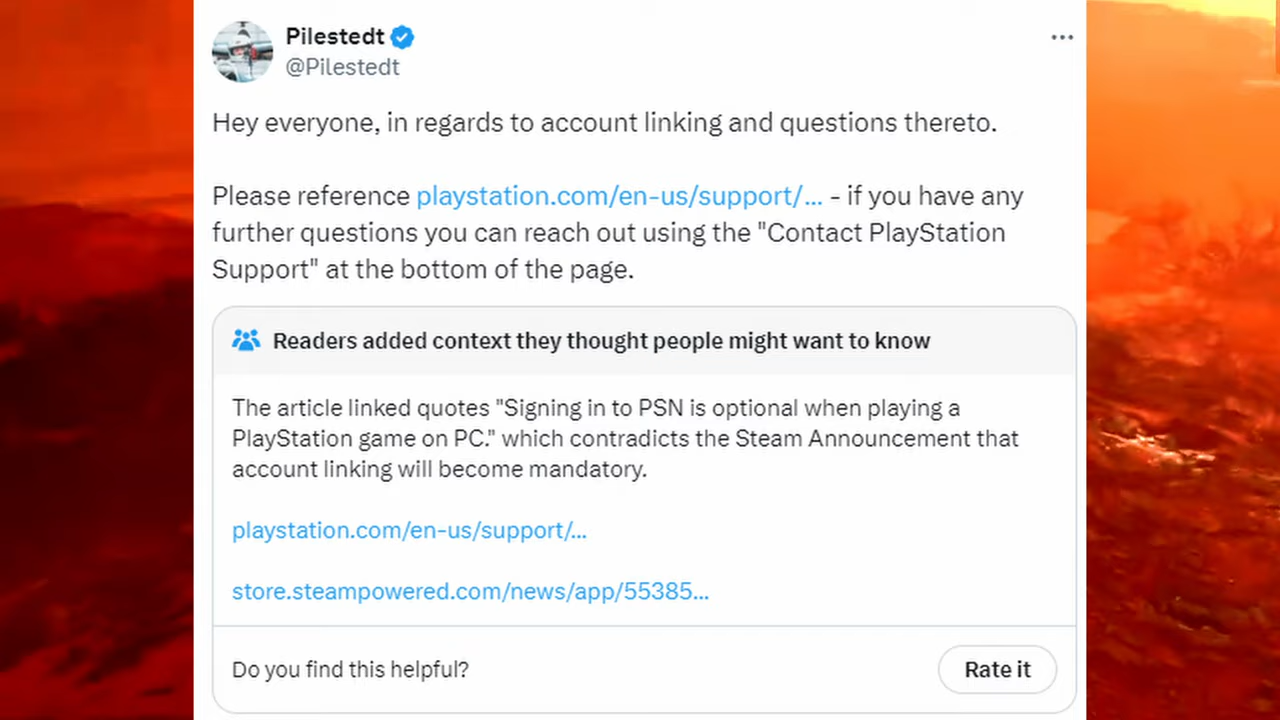 Pilestedt
@Pilestedt
Hey everyone, in regards to account linking and questions thereto.
Please reference playstation.com/en-us/support/... - if you have any
further questions you can reach out using the "Contact PlayStation
Support" at the bottom of the page.
Readers added context they thought people might want to know
The article linked quotes "Signing in to PSN is optional when playing a
PlayStation game on PC." which contradicts the Steam Announcement that
account linking will become mandatory.
playstation.com/en-us/support/...
store.steampowered.com/news/app/55385...
Do you find this helpful?
Rate it